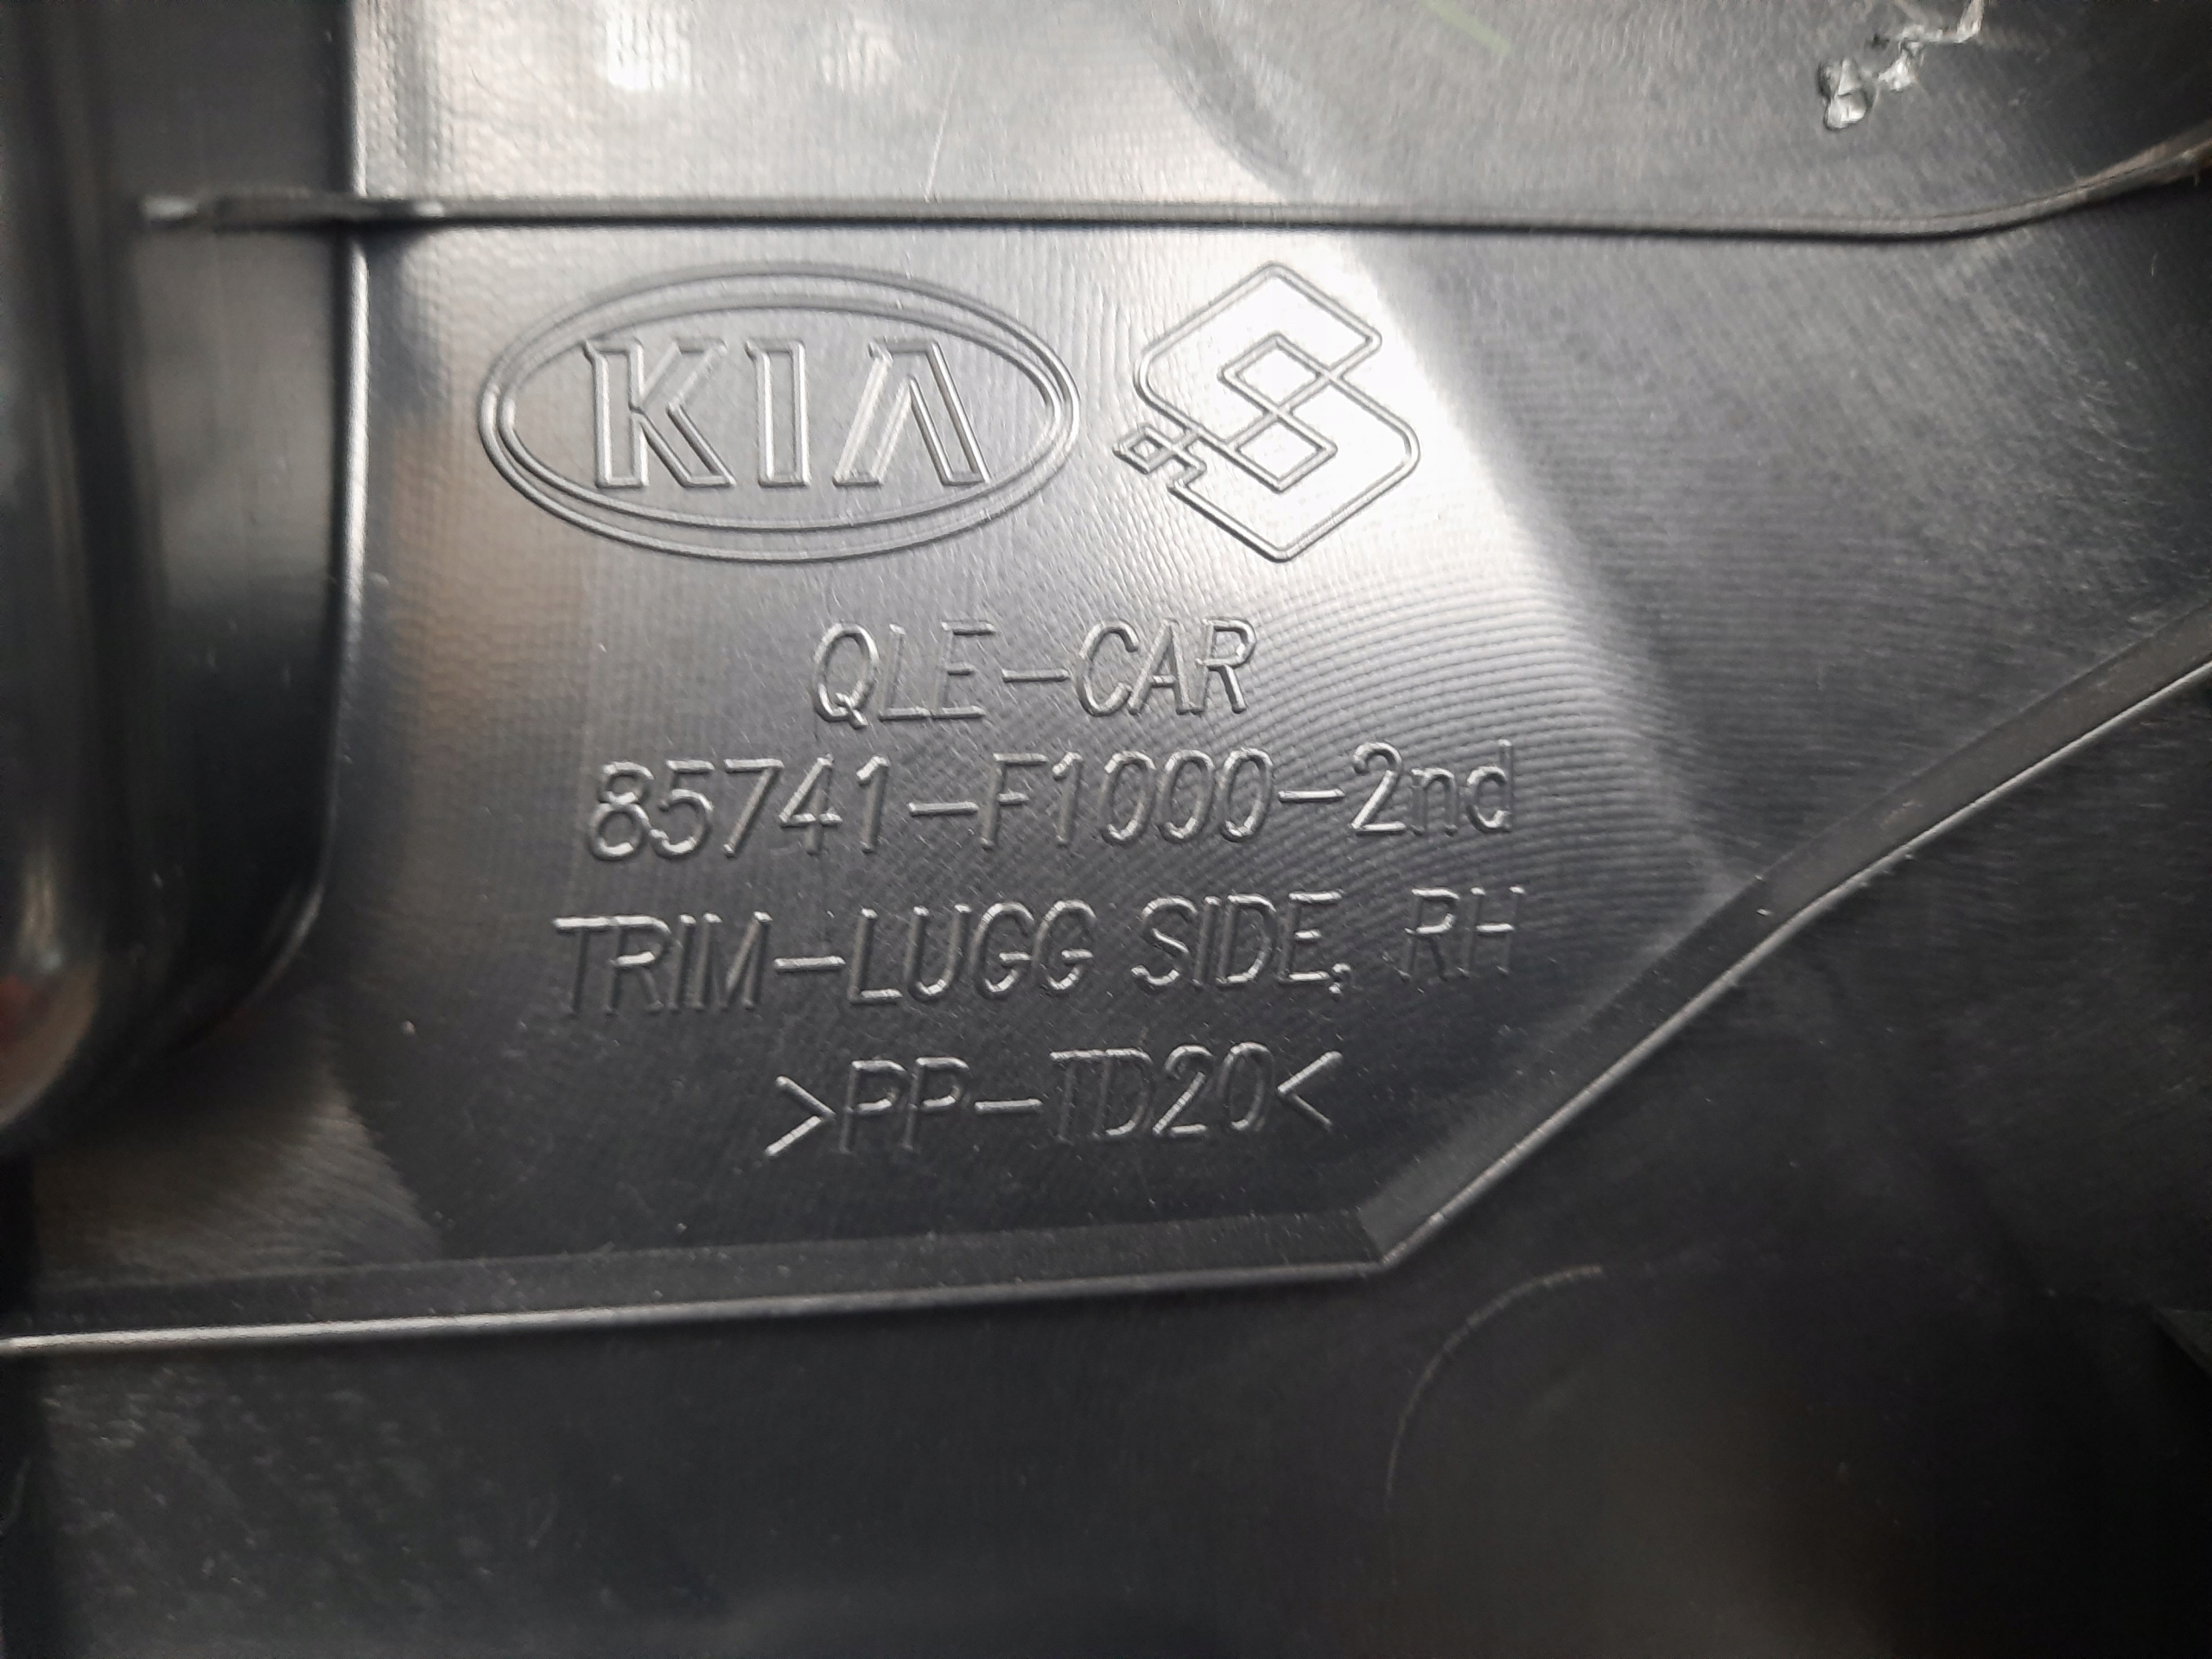 KIA
QLE-CAR
85741-F1000-2nd
TRIM-LUGG SIDE, RH
>PP-TD20<